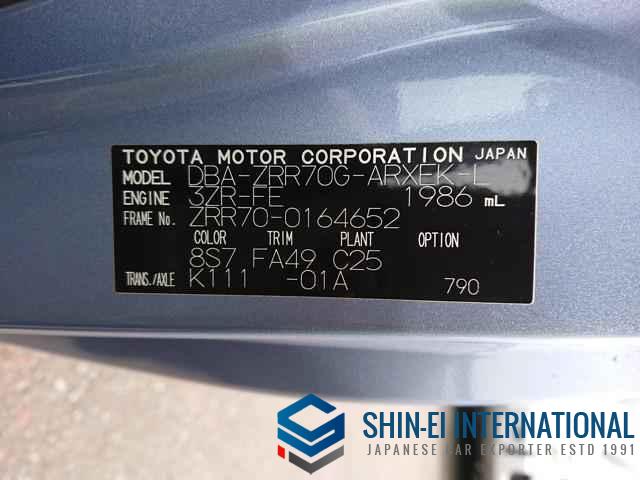 TOYOTA MOTOR CORPORATION JAPAN
MODEL DBA-ZRR70G-ARXEK-L
ENGINE 3ZR-FE 1986 mL
FRAME No. ZRR70-0164652
COLOR TRIM PLANT OPTION
8S7 FA49 C25
TRANS./AXLE K111 -01A 790
SHIN-EI INTERNATIONAL
JAPANESE CAR EXPORTER ESTD 1991